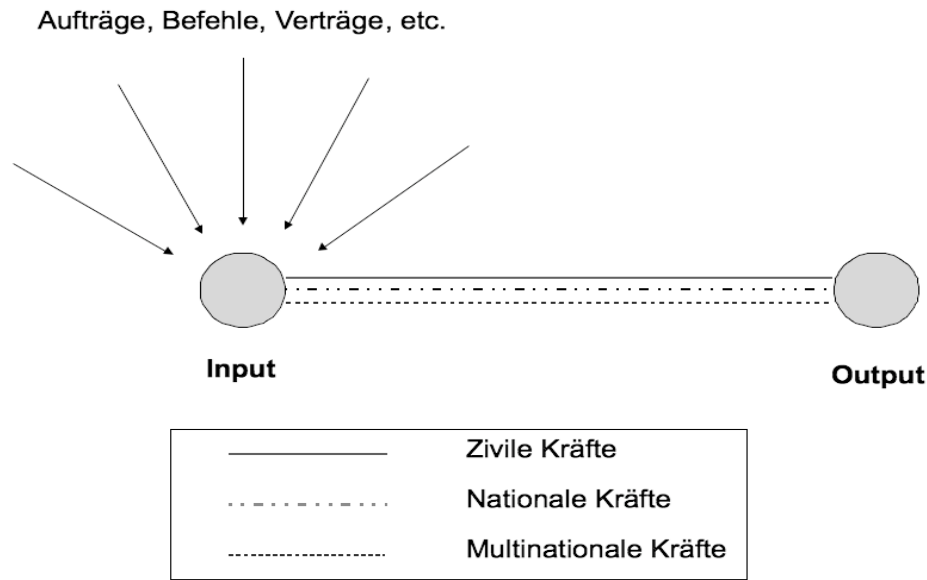 Aufträge, Befehle, Verträge, etc.
Input
Output
Zivile Kräfte
Nationale Kräfte
Multinationale Kräfte